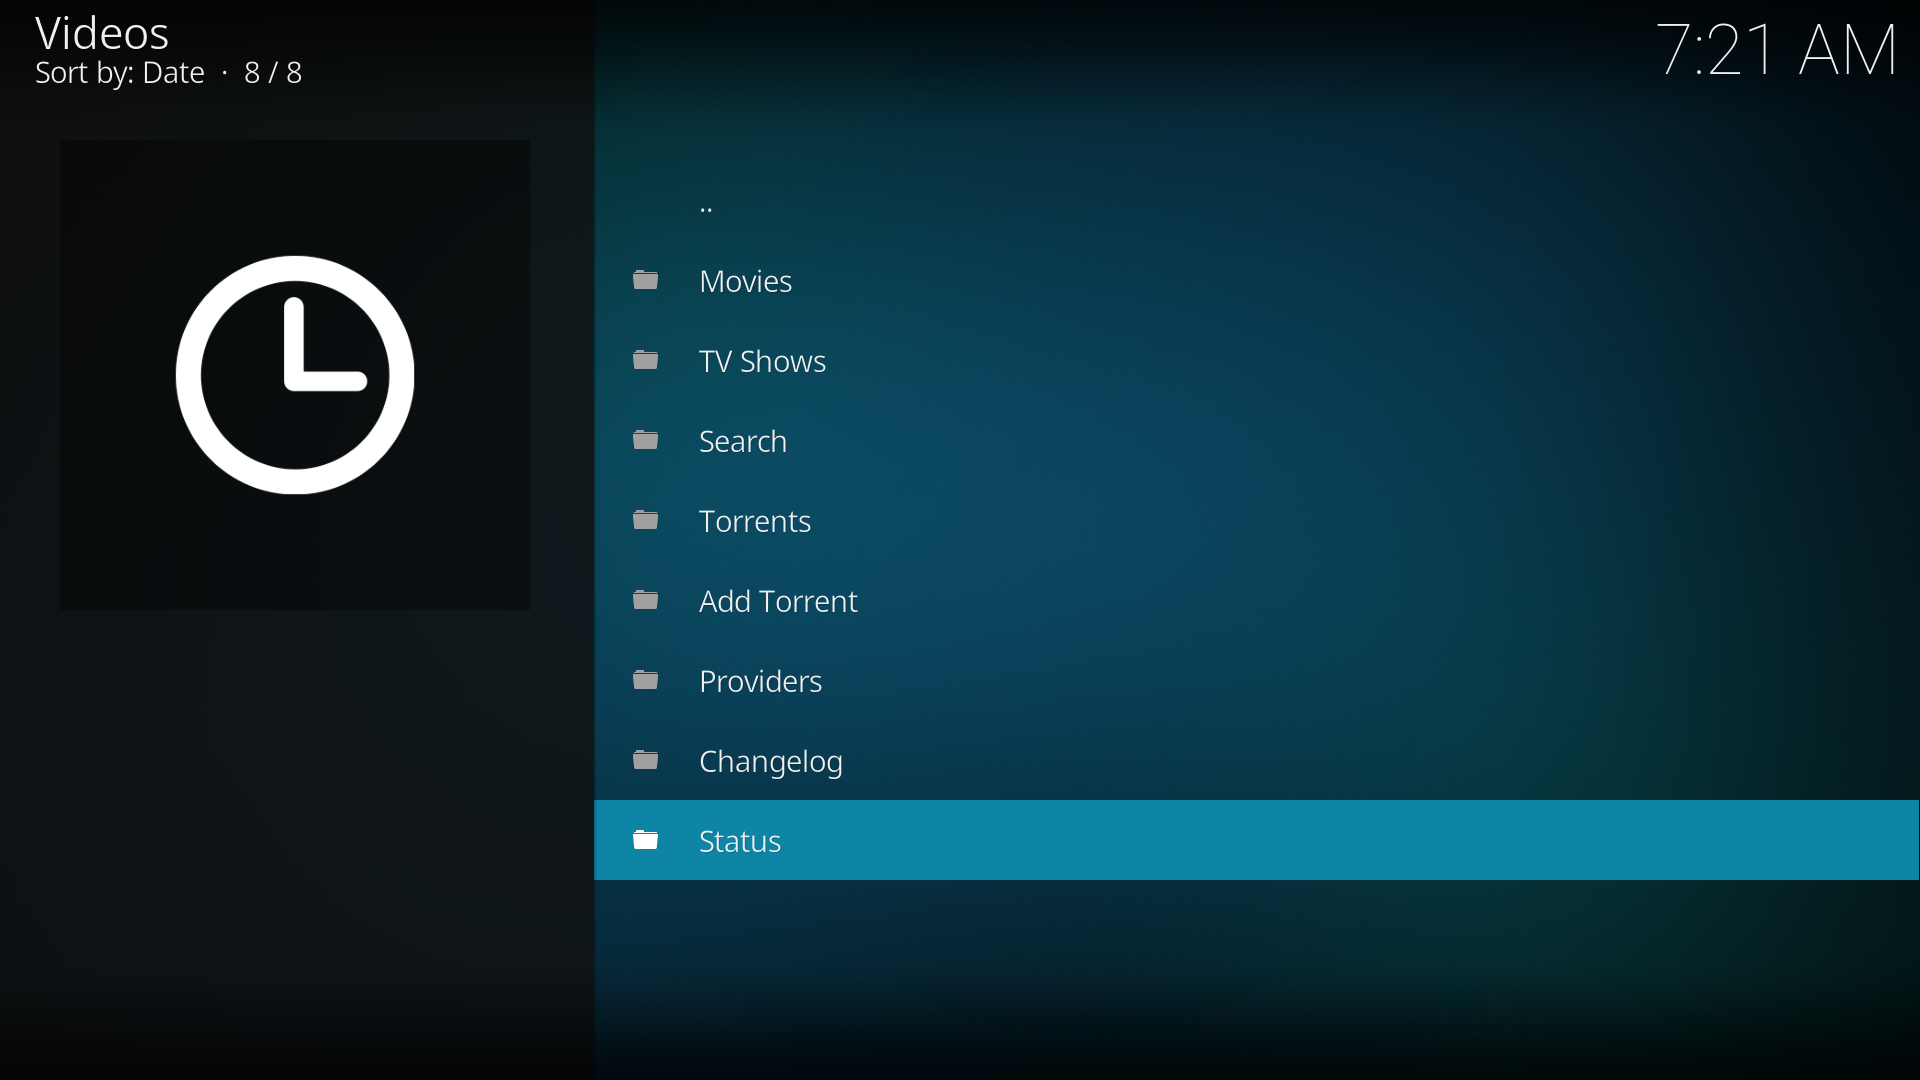 Videos
Sort by: Date · 8 / 8
7:21 AM
..
Movies
TV Shows
Search
Torrents
Add Torrent
Providers
Changelog
Status